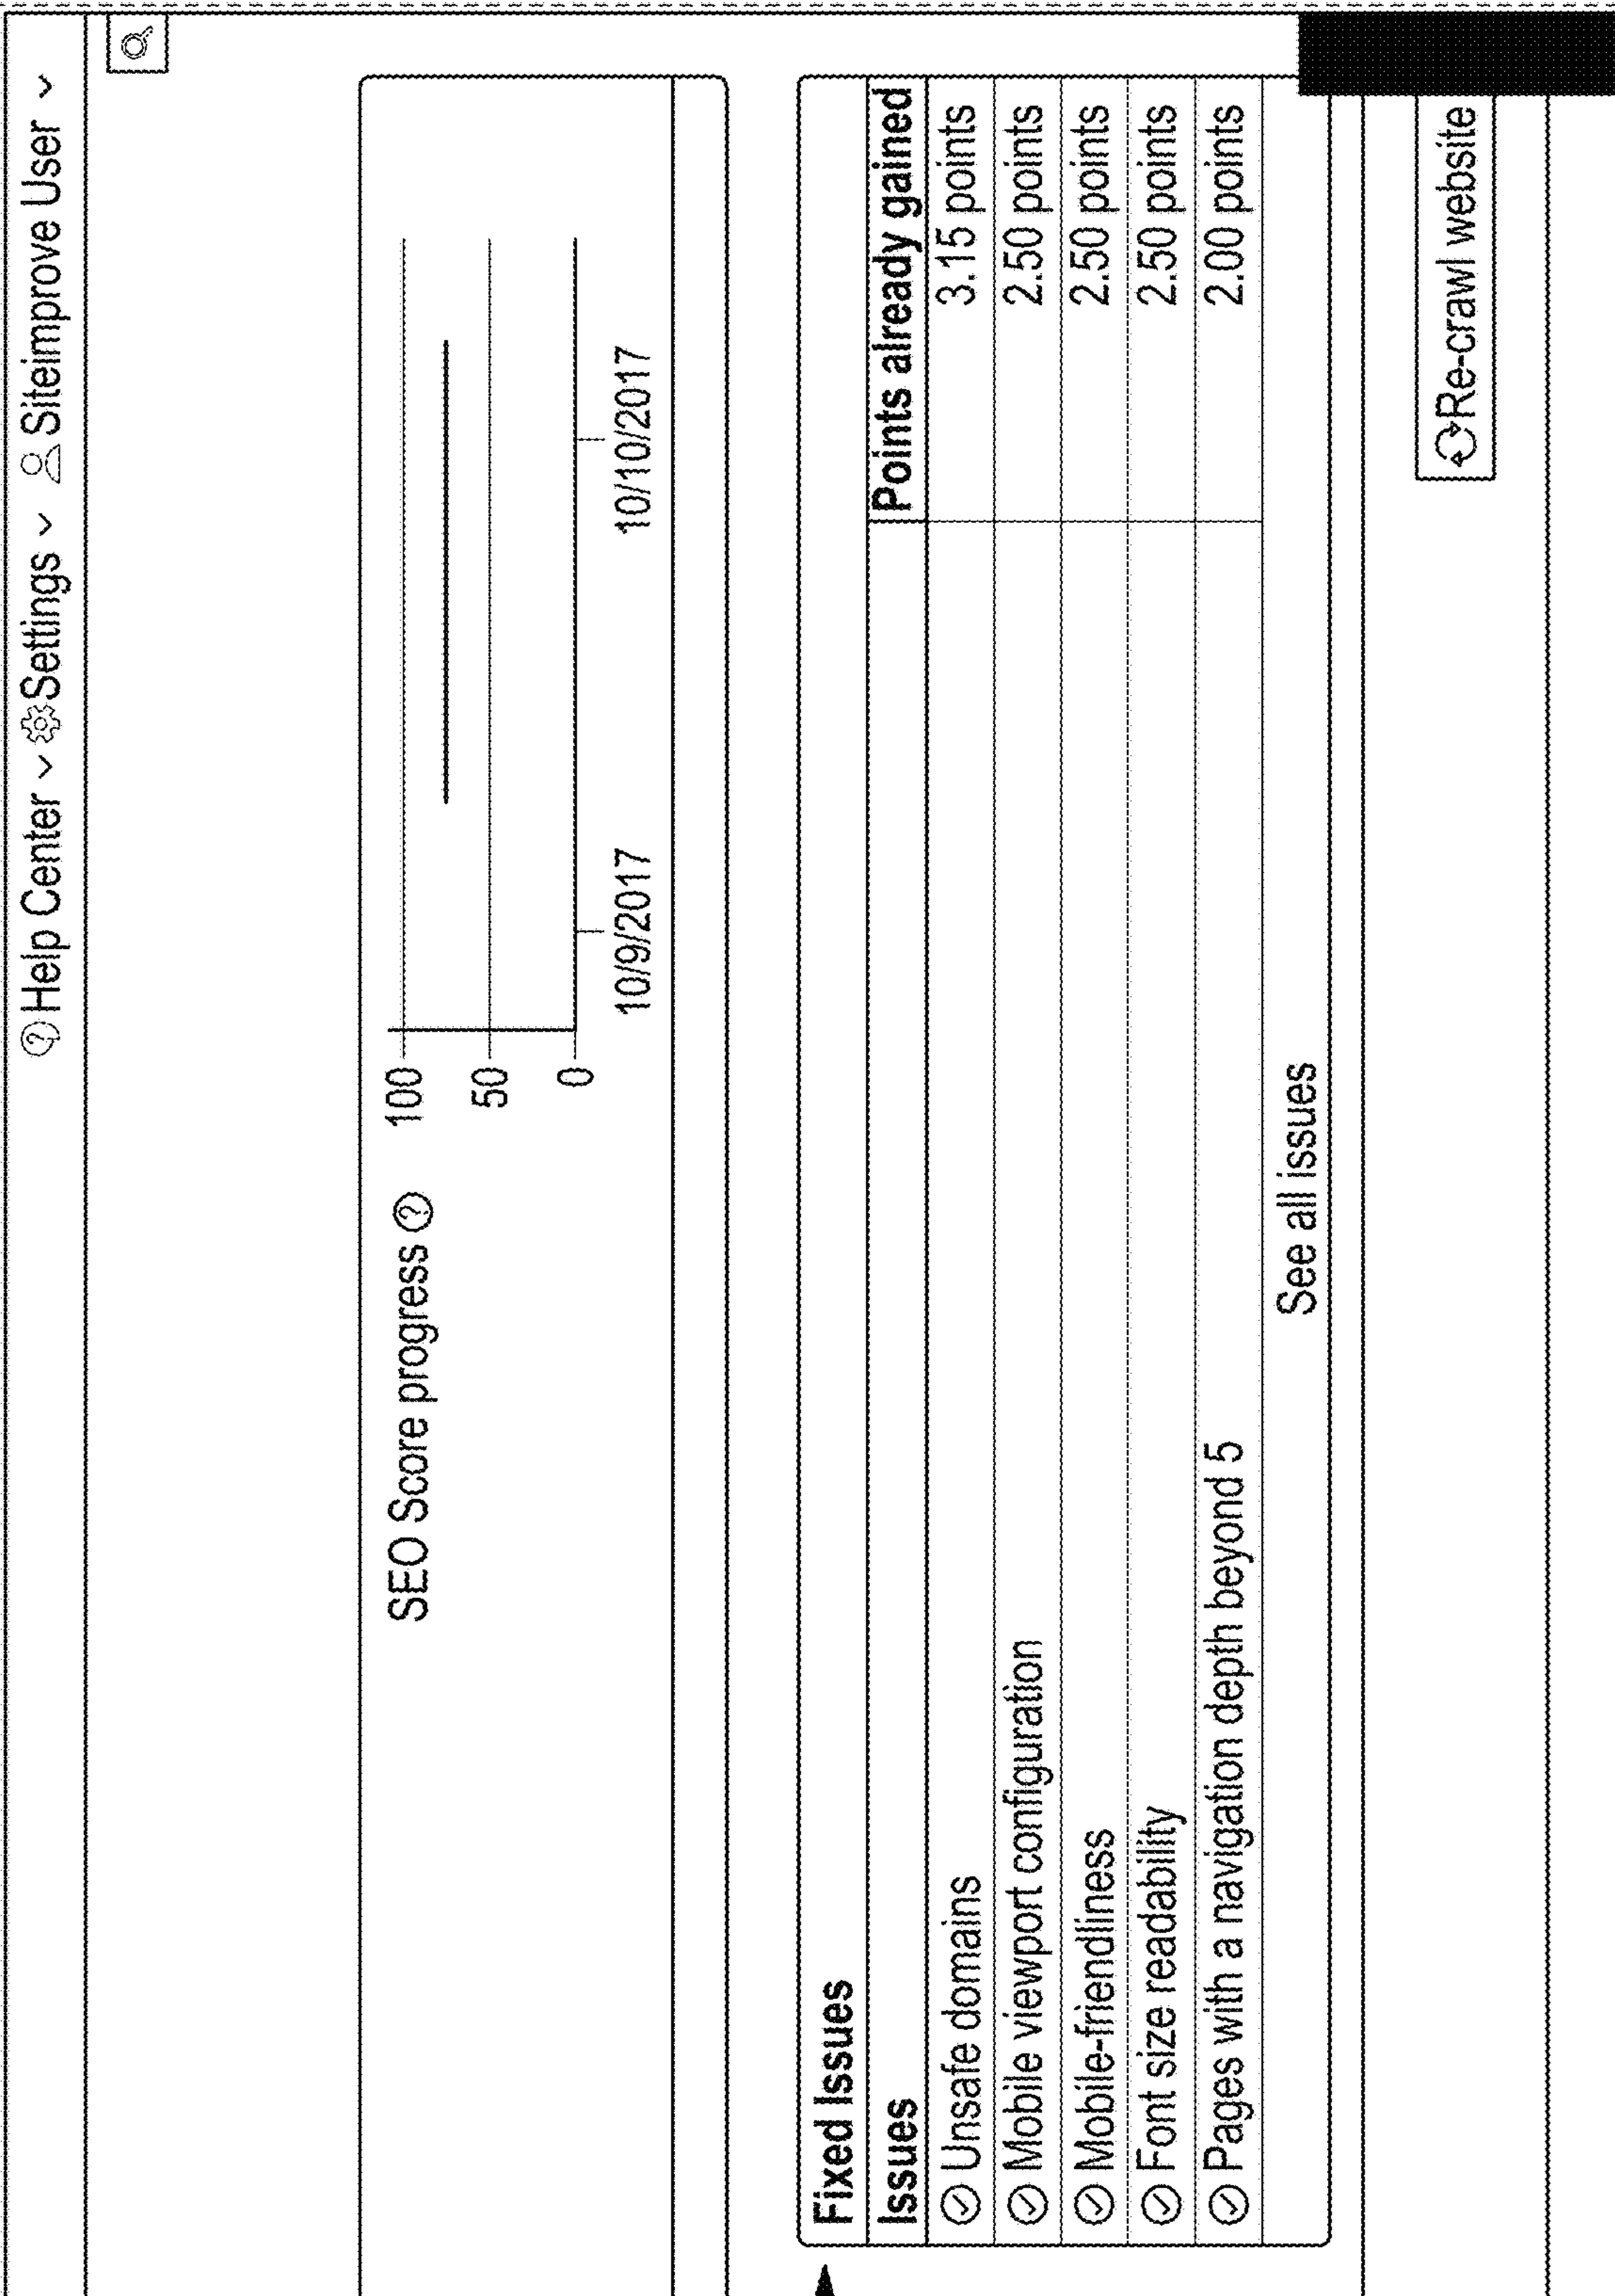 Help Center Settings Siteimprove User
SEO Score progress
100
50
0
10/9/2017 10/10/2017
Fixed Issues
Issues Points already gained
Unsafe domains 3.15 points
Mobile viewport configuration 2.50 points
Mobile-friendliness 2.50 points
Font size readability 2.50 points
Pages with a navigation depth beyond 5 2.00 points
See all issues
Re-crawl website